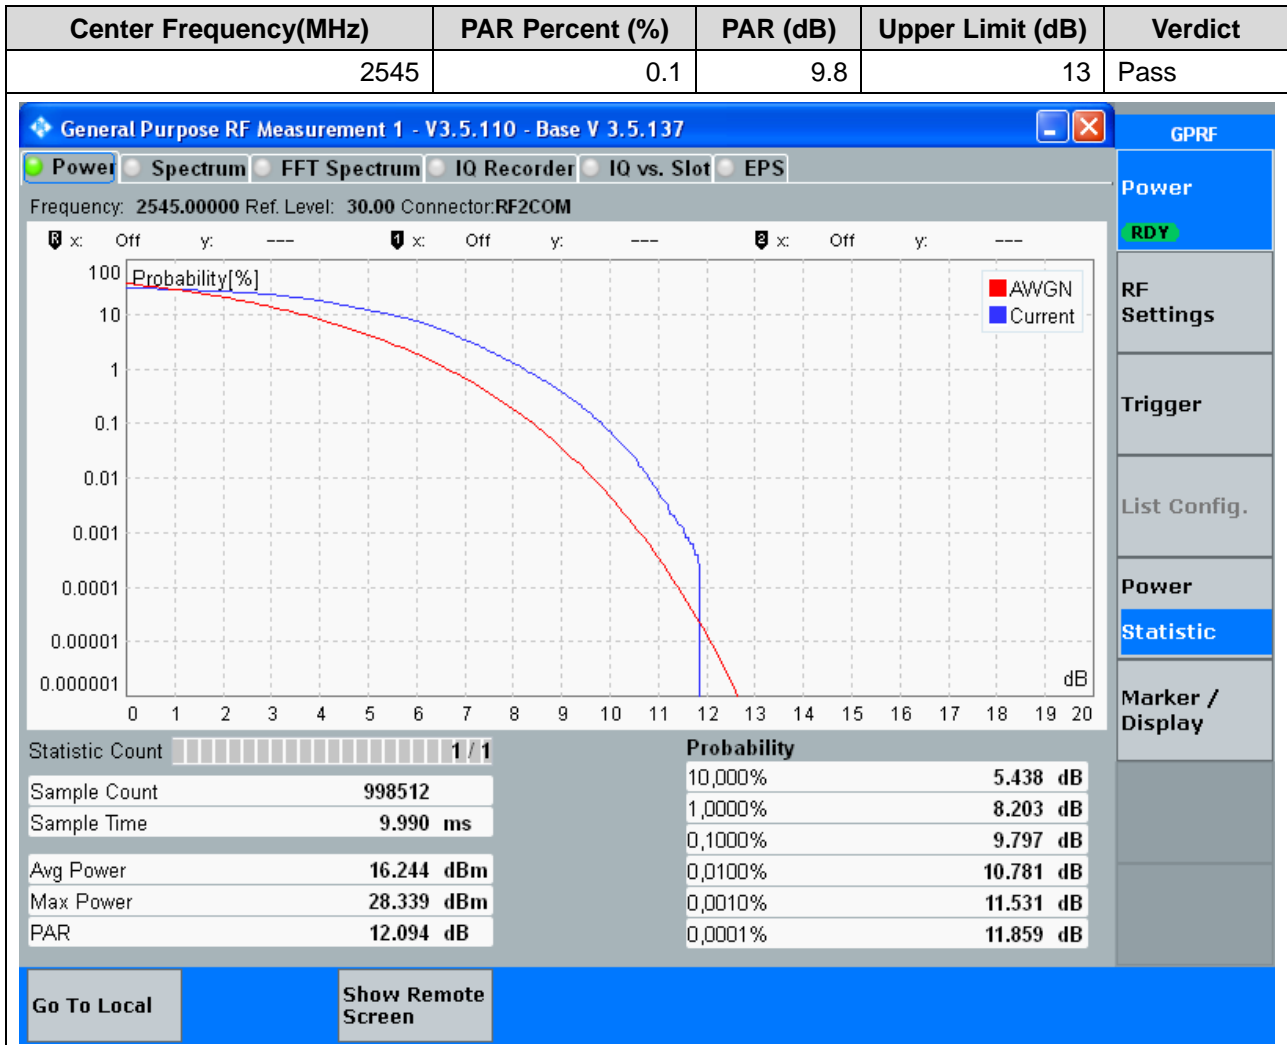 Center Frequency(MHz) PAR Percent (%) PAR (dB) Upper Limit (dB) Verdict
2545 0.1 9.8 13 Pass
General Purpose RF Measurement 1 - V3.5.110 - Base V 3.5.137
GPRF
Power Spectrum FFT Spectrum IQ Recorder IQ vs. Slot EPS
Power
RDY
Frequency: 2545.00000 Ref. Level: 30.00 Connector:RF2COM
R x: Off y: --- 1 x: Off y: --- 2 x: Off y: ---
Probability[%]
AWGN
Current
100
10
1
0.1
0.01
0.001
0.0001
0.00001
0.000001
dB
0 1 2 3 4 5 6 7 8 9 10 11 12 13 14 15 16 17 18 19 20
RF
Settings
Trigger
List Config.
Power
Statistic
Marker /
Display
Statistic Count 1 / 1
Sample Count 998512
Sample Time 9.990 ms
Avg Power 16.244 dBm
Max Power 28.339 dBm
PAR 12.094 dB
Probability
10,000% 5.438 dB
1,0000% 8.203 dB
0,1000% 9.797 dB
0,0100% 10.781 dB
0,0010% 11.531 dB
0,0001% 11.859 dB
Go To Local
Show Remote
Screen